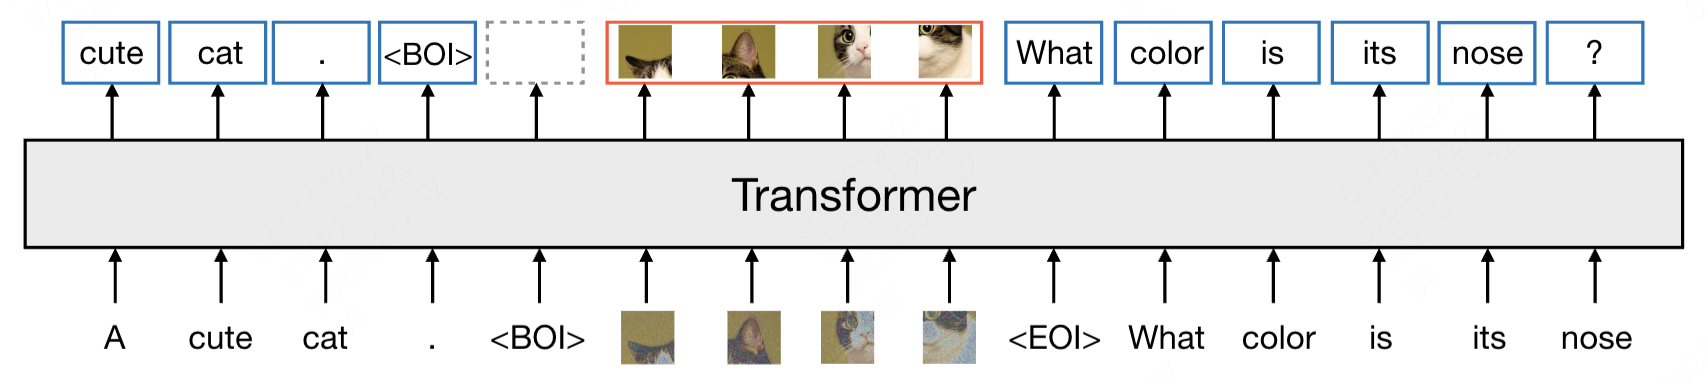 cute cat . <BOI> What color is its nose ?
Transformer
A cute cat . <BOI> <EOI> What color is its nose